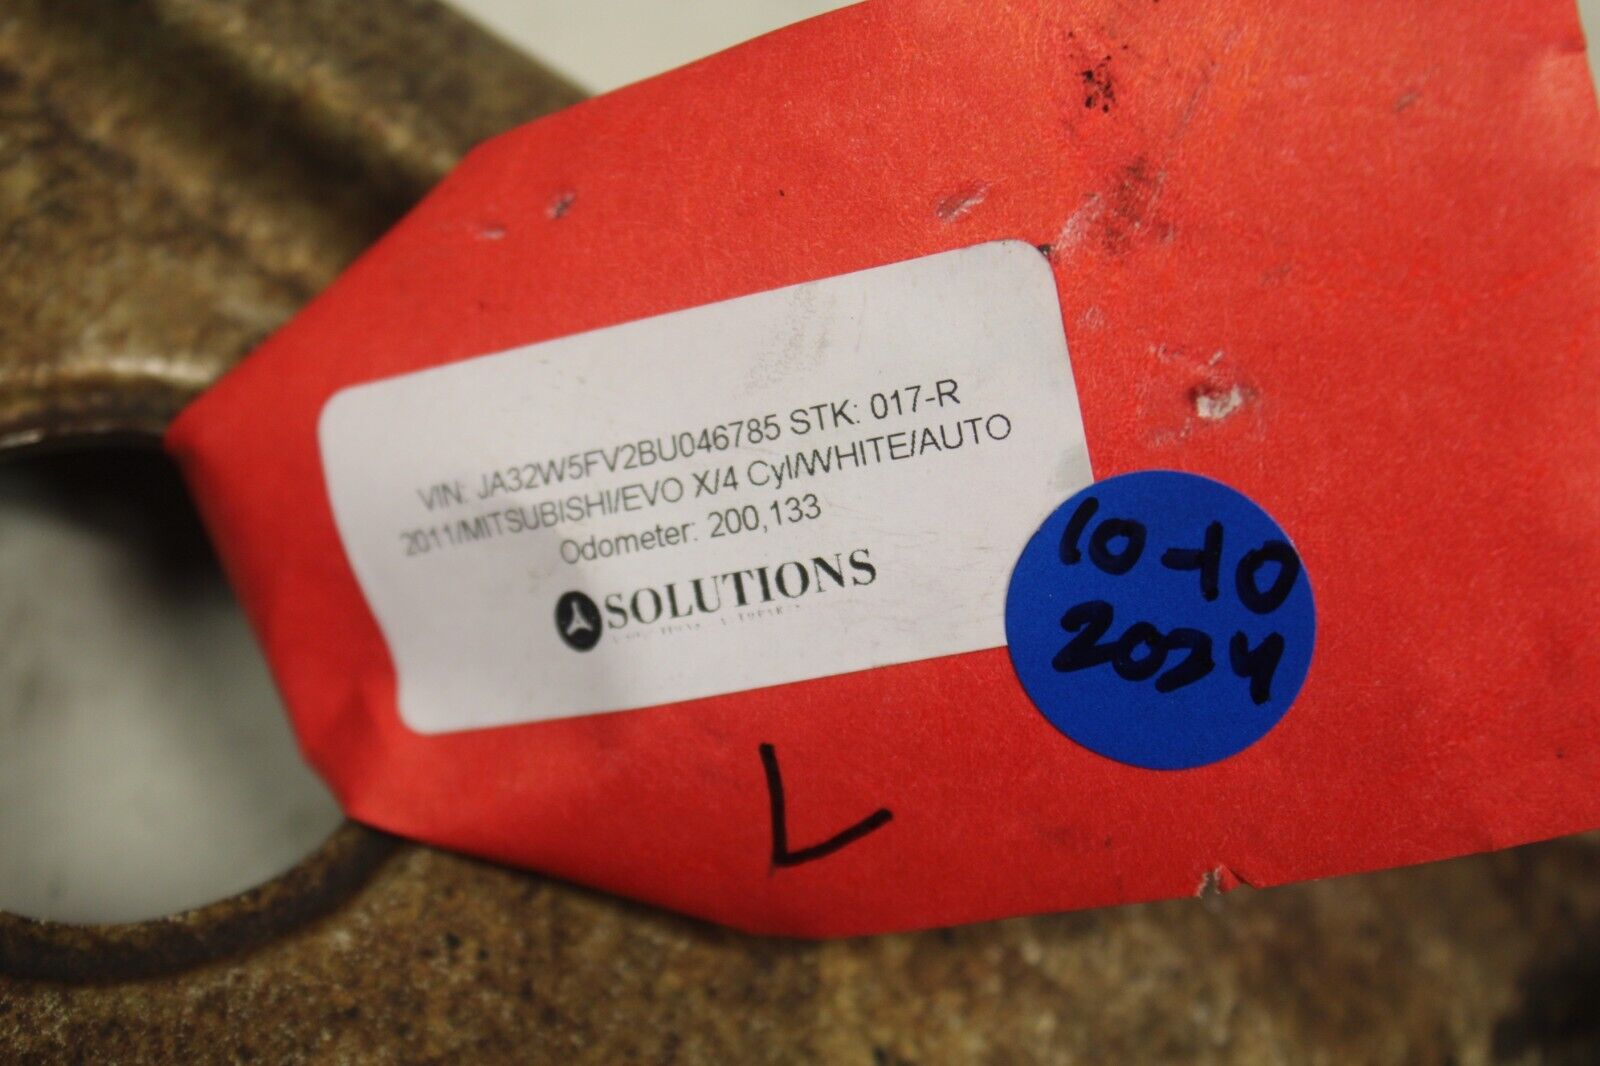 VIN: JA32W5FV2BU046785 STK: 017-R
2011/MITSUBISHI/EVO X/4 Cyl/WHITE/AUTO
Odometer: 200,133
SOLUTIONS
10-10
2024
L